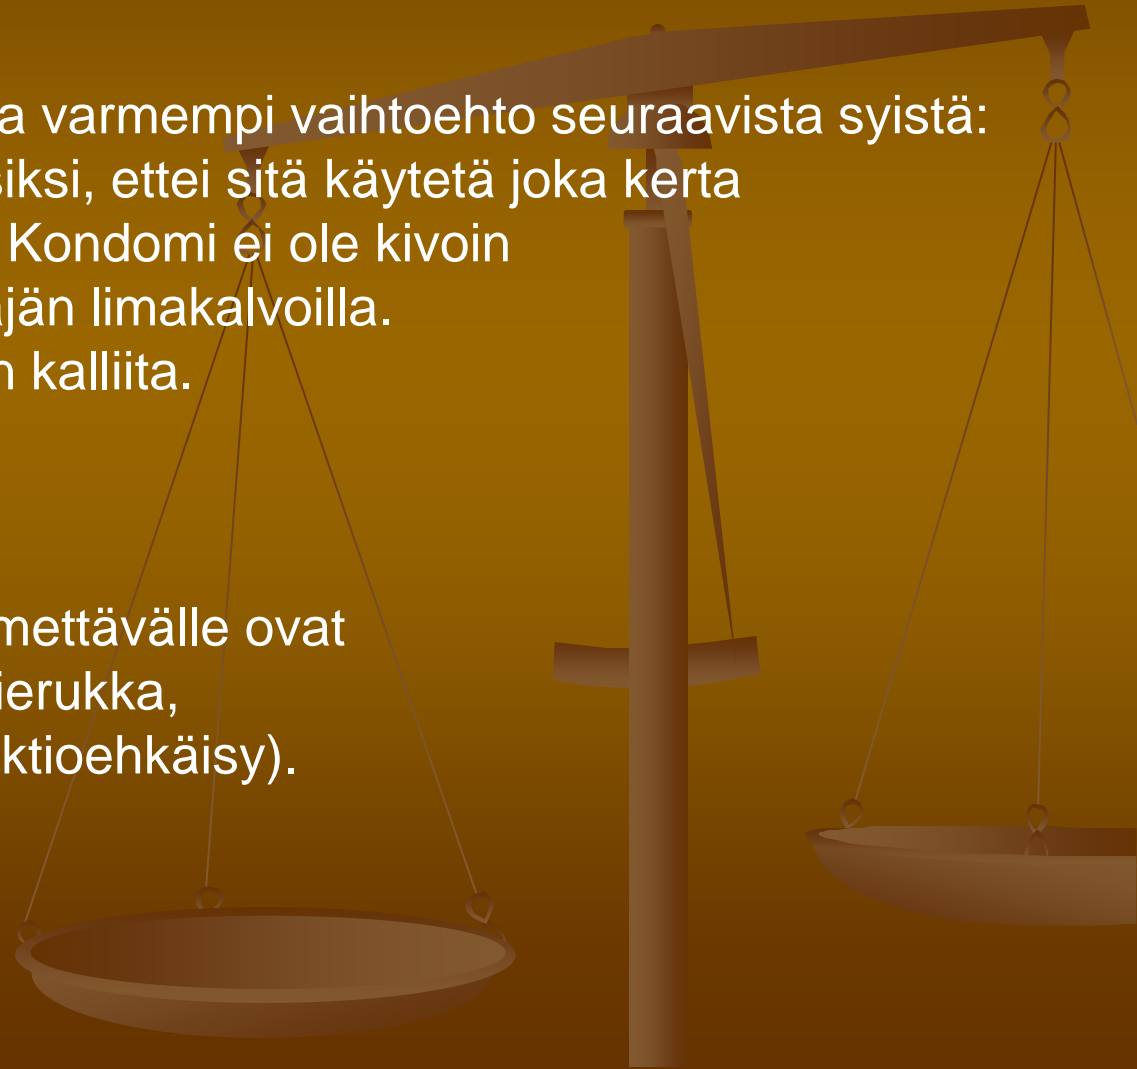 a varmempi vaihtoehto seuraavista syistä:
siksi, ettei sitä käytetä joka kerta
Kondomi ei ole kivoin
ajän limakalvoilla.
n kalliita.
mettävälle ovat
ierukka,
ktioehkäisy).